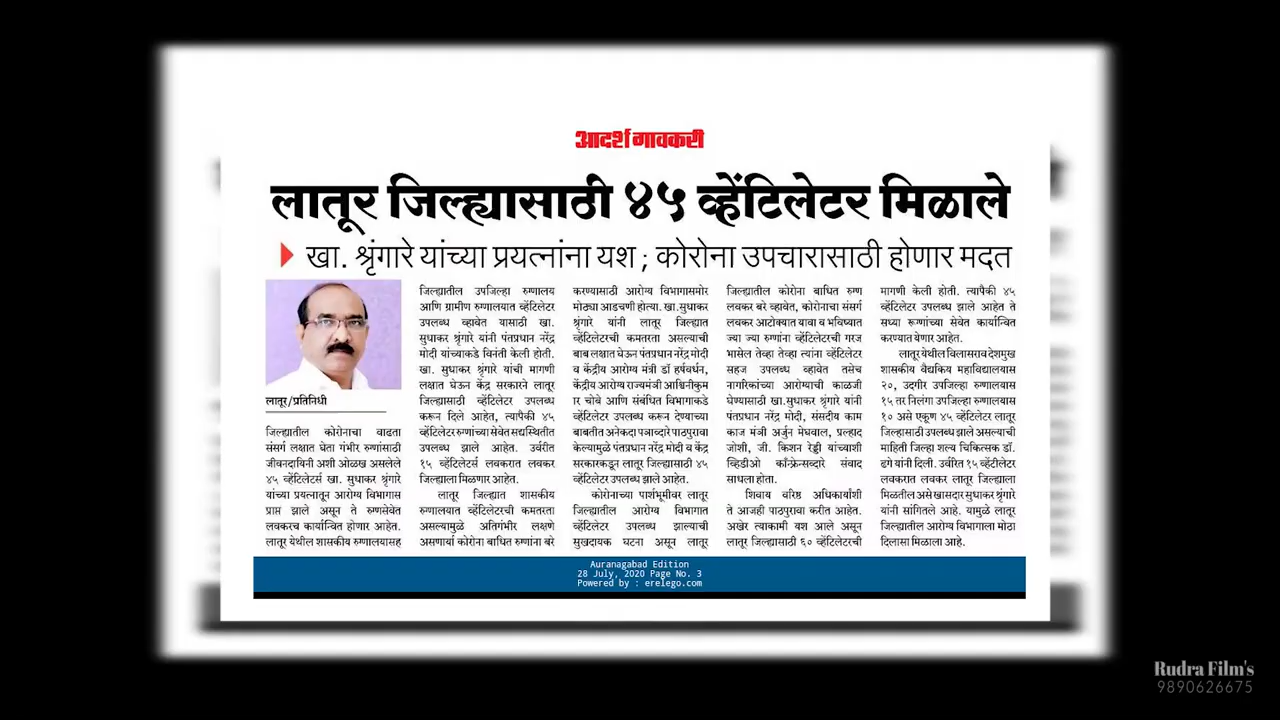 आदर्श गावकरी
लातूर जिल्ह्यासाठी ४५ व्हेंटिलेटर मिळाले
खा. श्रृंगारे यांच्या प्रयत्नांना यश ; कोरोना उपचारासाठी होणार मदत
लातूर/प्रतिनिधी
जिल्ह्यातील कोरोनाचा वाढता
संसर्ग लक्षात घेता गंभीर रुग्णांसाठी
जीवनदायिनी अशी ओळख असलेले
४५ व्हेंटिलेटर्स खा. सुधाकर श्रृंगारे
यांच्या प्रयत्नातून आरोग्य विभागास
प्राप्त झाले असून ते रुग्णसेवेत
लवकरच कार्यान्वित होणार आहेत.
लातूर येथील शासकीय रुग्णालयासह
जिल्ह्यातील उपजिल्हा रुग्णालय
आणि ग्रामीण रुग्णालयात व्हेंटिलेटर
उपलब्ध व्हावेत यासाठी खा.
सुधाकर श्रृंगारे यांनी पंतप्रधान नरेंद्र
मोदी यांच्याकडे विनंती केली होती.
खा. सुधाकर श्रृंगारे यांची मागणी
लक्षात घेऊन केंद्र सरकारने लातूर
जिल्ह्यासाठी व्हेंटिलेटर उपलब्ध
करून दिले आहेत, त्यापैकी ४५
व्हेंटिलेटर रुग्णांच्या सेवेत सद्यस्थितीत
उपलब्ध झाले आहेत. उर्वरीत
१५ व्हेंटिलेटर्स लवकरात लवकर
जिल्ह्याला मिळणार आहेत.
लातूर जिल्ह्यात शासकीय
रुग्णालयात व्हेंटिलेटरची कमतरता
असल्यामुळे अतिगंभीर लक्षणे
असणार्या कोरोना बाधित रुग्णांना बरे
करण्यासाठी आरोग्य विभागासमोर
मोठ्या आडचणी होत्या. खा.सुधाकर
श्रृंगारे यांनी लातूर जिल्ह्यात
व्हेंटिलेटरची कमतरता असल्याची
बाब लक्षात घेऊन पंतप्रधान नरेंद्र मोदी
व केंद्रीय आरोग्य मंत्री डॉ हर्षवर्धन,
केंद्रीय आरोग्य राज्यमंत्री आश्विनीकुम
ार चोबे आणि संबंधित विभागाकडे
व्हेंटिलेटर उपलब्ध करून देण्याच्या
बाबतीत अनेकदा पत्राव्दारे पाठपुरावा
केल्यामुळे पंतप्रधान नरेंद्र मोदी व केंद्र
सरकारकडून लातूर जिल्ह्यासाठी ४५
व्हेंटिलेटर उपलब्ध झाले आहेत.
कोरोनाच्या पार्शभूमीवर लातूर
जिल्ह्यातील आरोग्य विभागात
व्हेंटिलेटर उपलब्ध झाल्याची
सुखदायक घटना असून लातूर
जिल्ह्यातील कोरोना बाधित रुग्ण
लवकर बरे व्हावेत, कोरोनाचा संसर्ग
लवकर आटोक्यात यावा व भविष्यात
ज्या ज्या रुग्णांना व्हेंटिलेटरची गरज
भासेल तेव्हा तेव्हा त्यांना व्हेंटिलेटर
सहज उपलब्ध व्हावेत तसेच
नागरिकांच्या आरोग्याची काळजी
घेण्यासाठी खा.सुधाकर श्रृंगारे यांनी
पंतप्रधान नरेंद्र मोदी, संसदीय काम
काज मंत्री अर्जुन मेघवाल, प्रल्हाद
जोशी, जी. किशन रेड्डी यांच्याशी
व्हिडीओ कॉन्फ्रेन्सव्दारे संवाद
साधला होता.
शिवाय वरिष्ठ अधिकार्यांशी
ते आजही पाठपुरावा करीत आहेत.
अखेर त्याकामी यश आले असून
लातूर जिल्ह्यासाठी ६० व्हेंटिलेटरची
मागणी केली होती. त्यापैकी ४५
व्हेंटिलेटर उपलब्ध झाले आहेत ते
सध्या रूग्णांच्या सेवेत कार्यान्वित
करण्यात येणार आहेत.
लातूर येथील विलासराव देशमुख
शासकीय वैद्यकिय महाविद्यालयास
२०, उदगीर उपजिल्हा रुग्णालयास
१५ तर निलंगा उपजिल्हा रुग्णालयास
१० असे एकूण ४५ व्हेंटिलेटर लातूर
जिल्हासाठी उपलब्ध झाले असल्याची
माहिती जिल्हा शल्य चिकित्सक डॉ.
ढगे यांनी दिली. उर्वरित १५ व्हेंटीलेटर
लवकरात लवकर लातूर जिल्ह्याला
मिळतील असे खासदार सुधाकर श्रृंगारे
यांनी सांगितले आहे. यामुळे लातूर
जिल्ह्यातील आरोग्य विभागाला मोठा
दिलासा मिळाला आहे.
Auranagabad Edition
28 July, 2020 Page No. 3
Powered by : erelego.com
Rudra Film's
9890626675